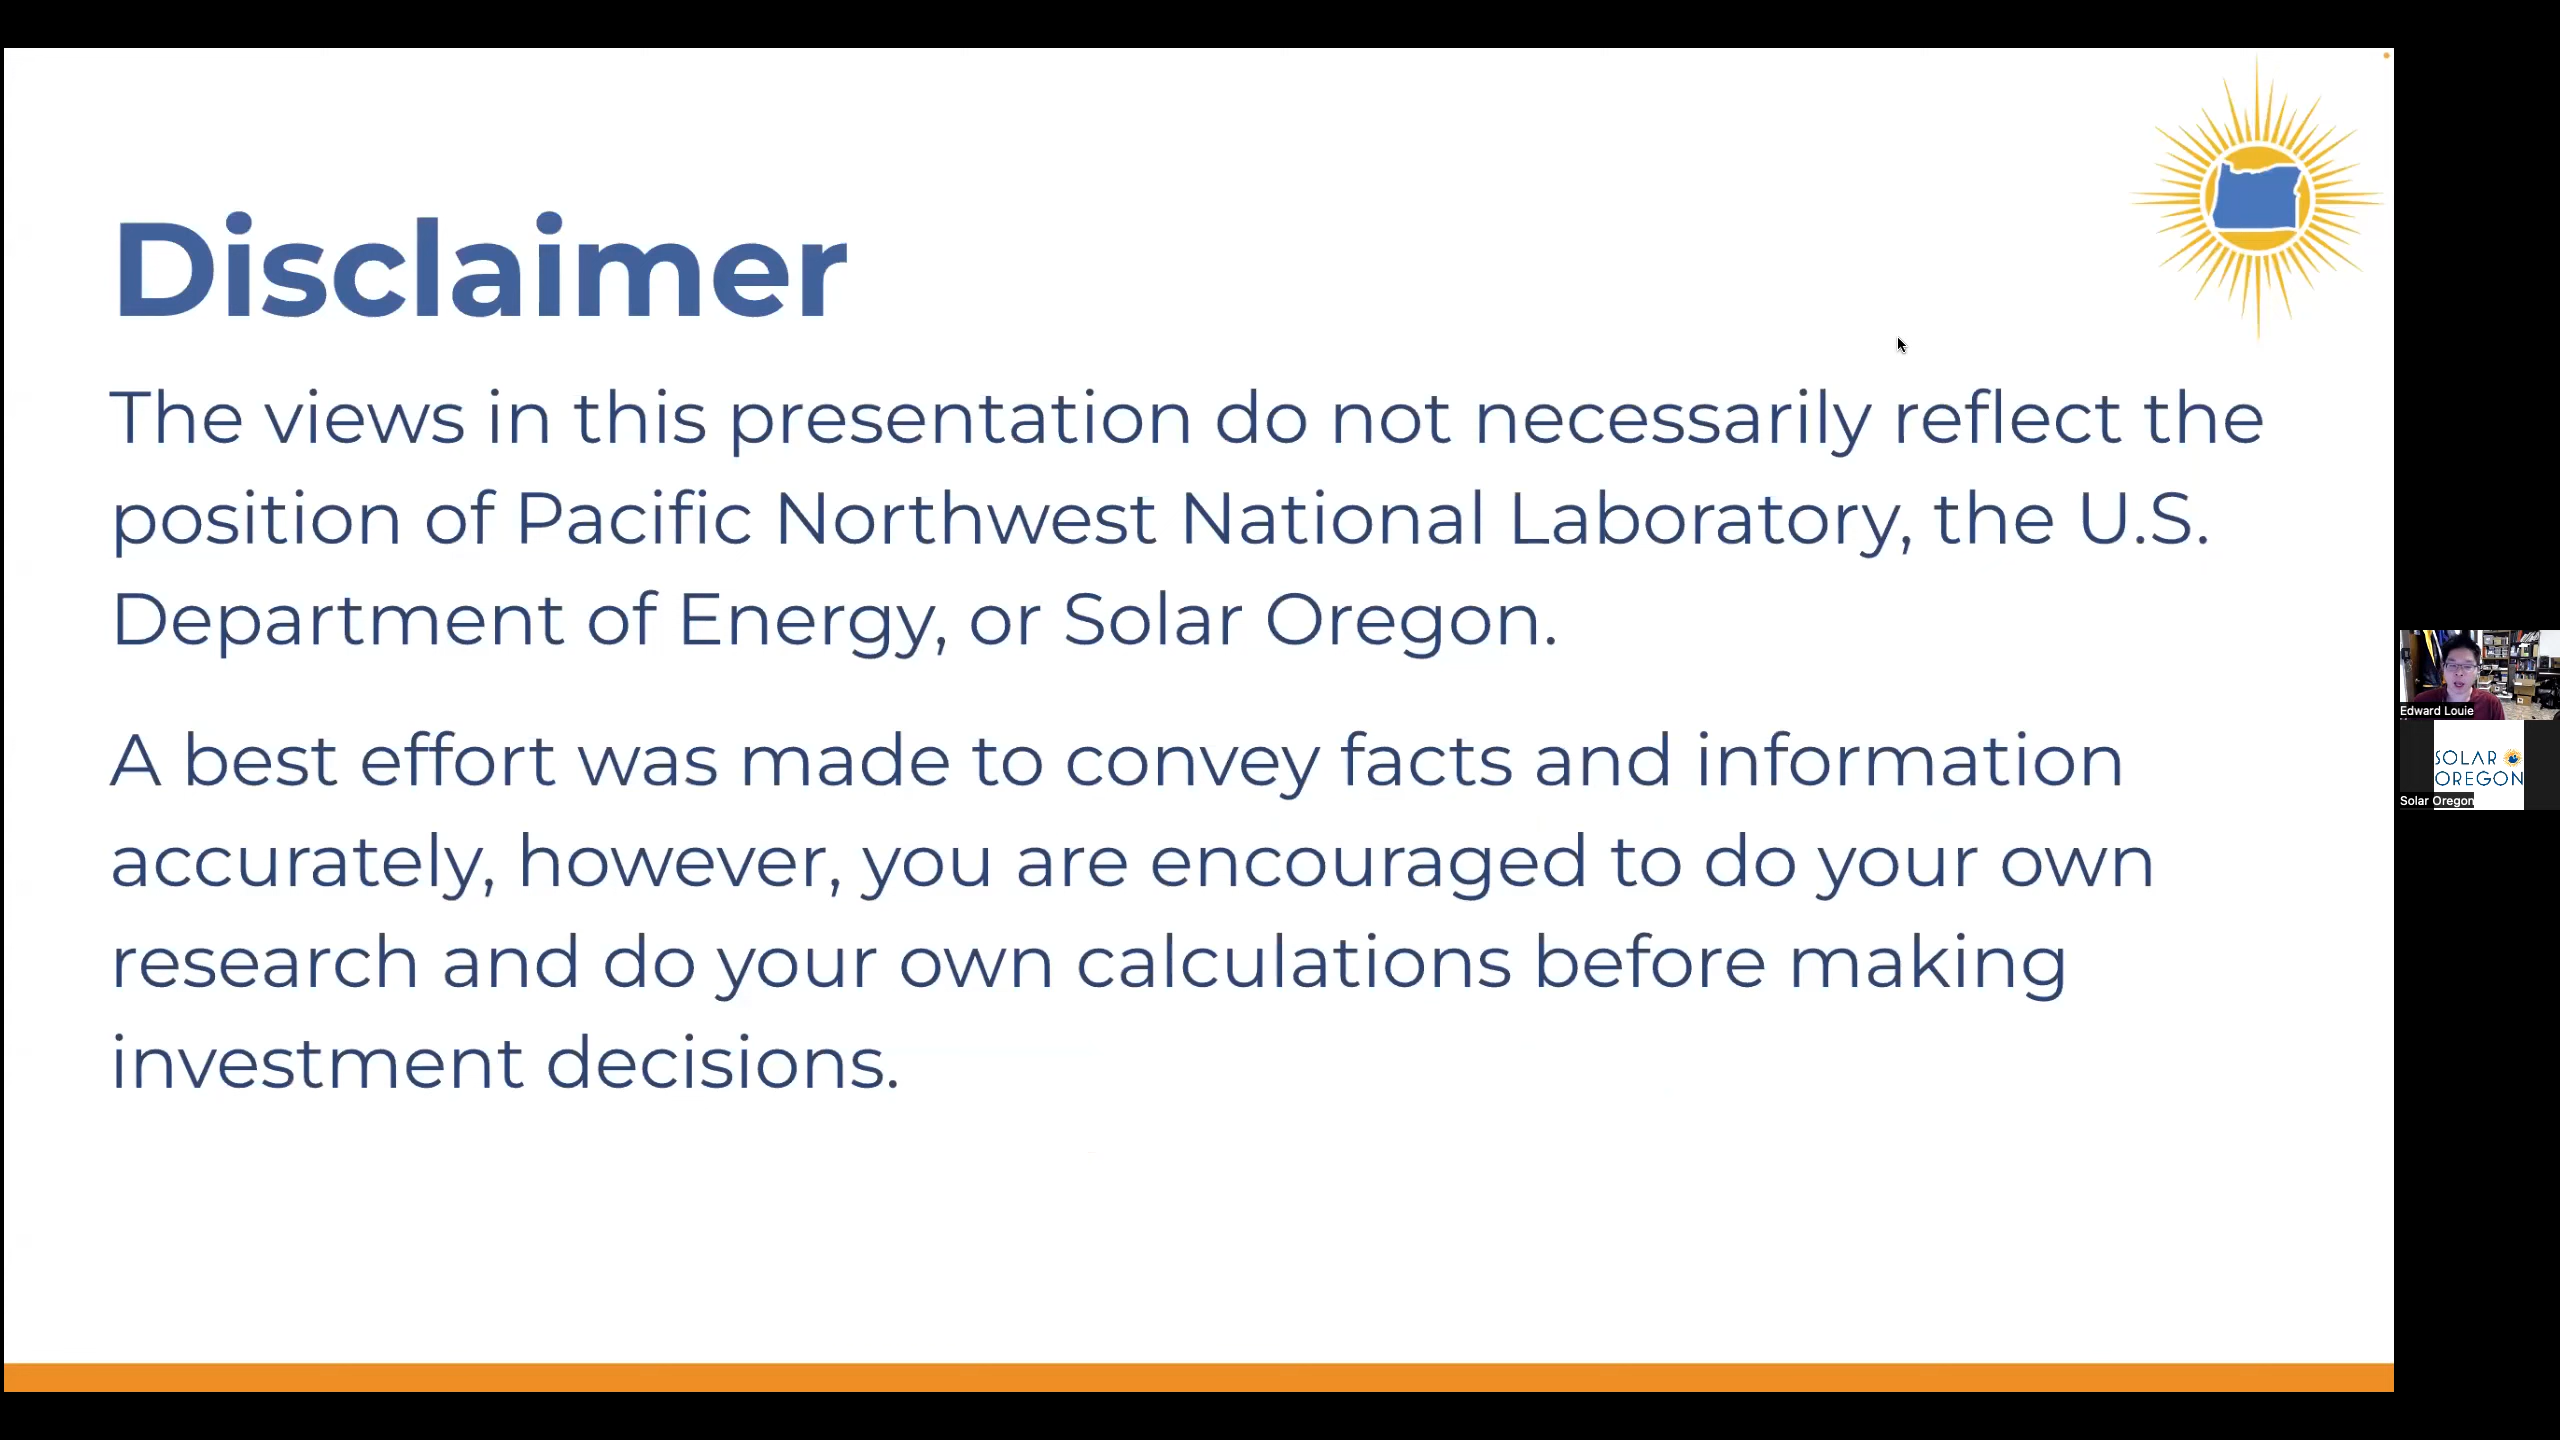 Disclaimer
The views in this presentation do not necessarily reflect the
position of Pacific Northwest National Laboratory, the U.S.
Department of Energy, or Solar Oregon.
A best effort was made to convey facts and information
accurately, however, you are encouraged to do your own
research and do your own calculations before making
investment decisions.
Edward Louie
SOLAR
OREGON
Solar Oregon